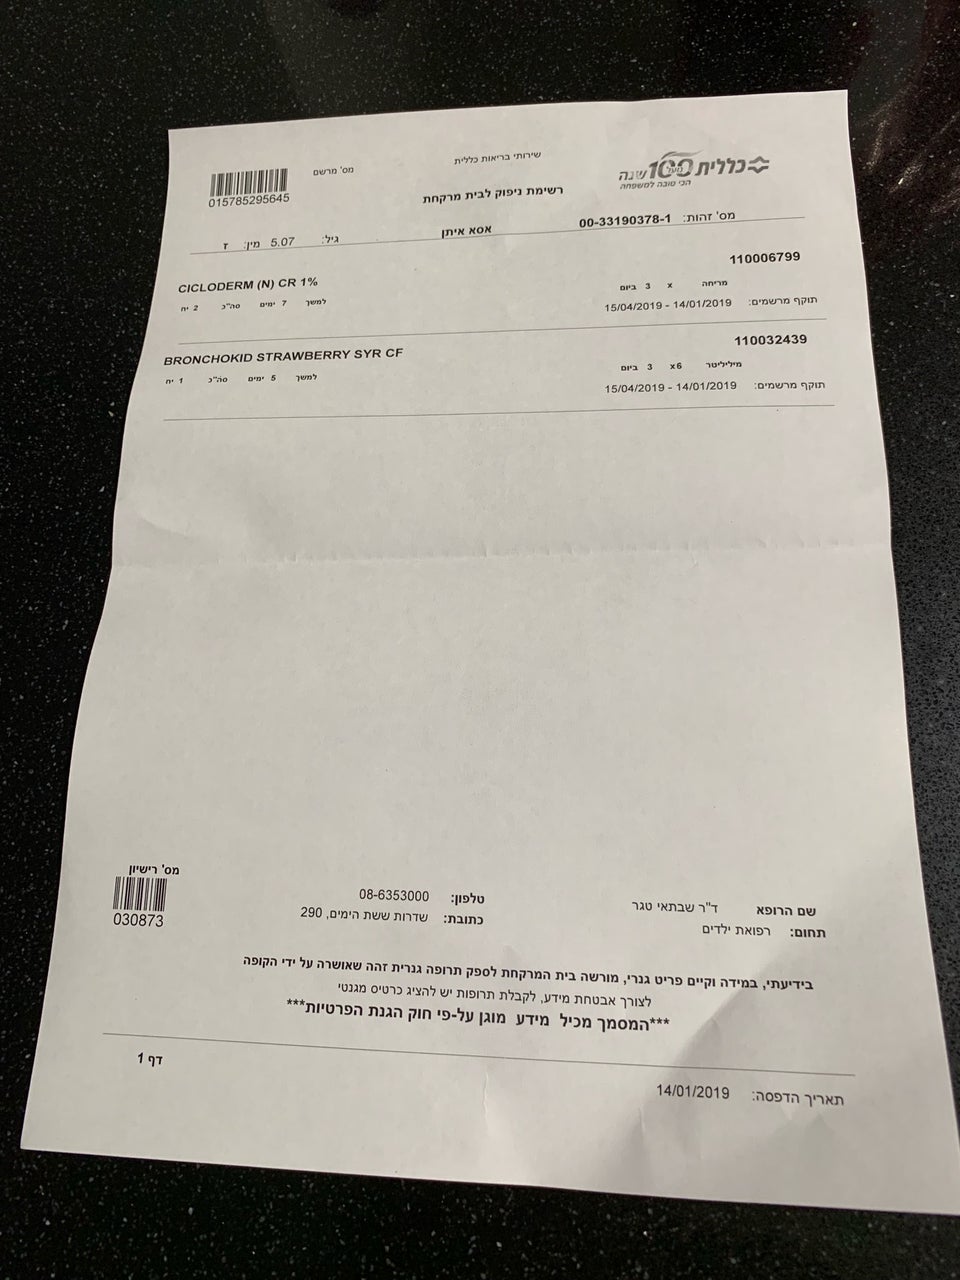 כללית 100 שנה
הכי טובה למשפחה
שירותי בריאות כללית
מס' מרשם
015785295645
רשימת ניפוק לבית מרקחת
מס' זהות: 00-33190378-1 אסא איתן גיל: 5.07 מין: ז
110006799 CICLODERM (N) CR 1%
מריחה x 3 ביום למשך 7 ימים סה"כ 2 יח
תוקף מרשמים: 14/01/2019 - 15/04/2019
110032439 BRONCHOKID STRAWBERRY SYR CF
מיליליטר x6 3 ביום למשך 5 ימים סה"כ 1 יח
תוקף מרשמים: 14/01/2019 - 15/04/2019
שם הרופא ד"ר שבתאי טגר טלפון: 08-6353000 מס' רישיון
תחום: רפואת ילדים כתובת: שדרות ששת הימים, 290 030873
בידיעתי, במידה וקיים פריט גנרי, מורשה בית המרקחת לספק תרופה גנרית זהה שאושרה על ידי הקופה
לצורך אבטחת מידע, לקבלת תרופות יש להציג כרטיס מגנטי
***המסמך מכיל מידע מוגן על-פי חוק הגנת הפרטיות***
דף 1
תאריך הדפסה: 14/01/2019